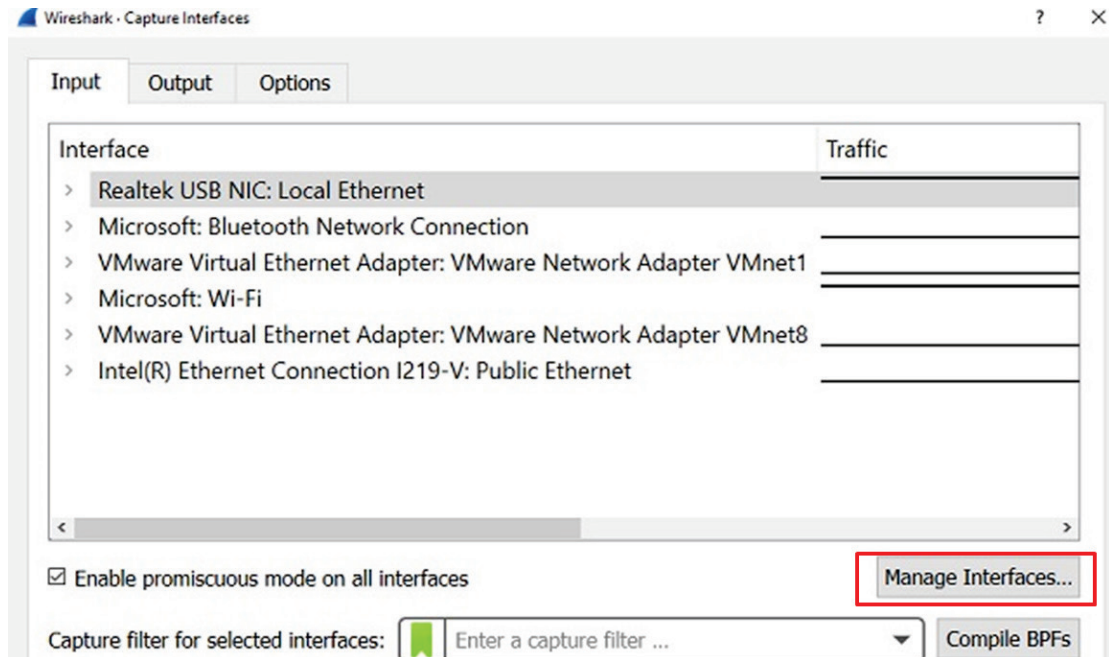 Wireshark · Capture Interfaces ? ×
Input Output Options
Interface Traffic
> Realtek USB NIC: Local Ethernet
> Microsoft: Bluetooth Network Connection
> VMware Virtual Ethernet Adapter: VMware Network Adapter VMnet1
> Microsoft: Wi-Fi
> VMware Virtual Ethernet Adapter: VMware Network Adapter VMnet8
> Intel(R) Ethernet Connection I219-V: Public Ethernet
Enable promiscuous mode on all interfaces Manage Interfaces...
Capture filter for selected interfaces: Enter a capture filter ... Compile BPFs